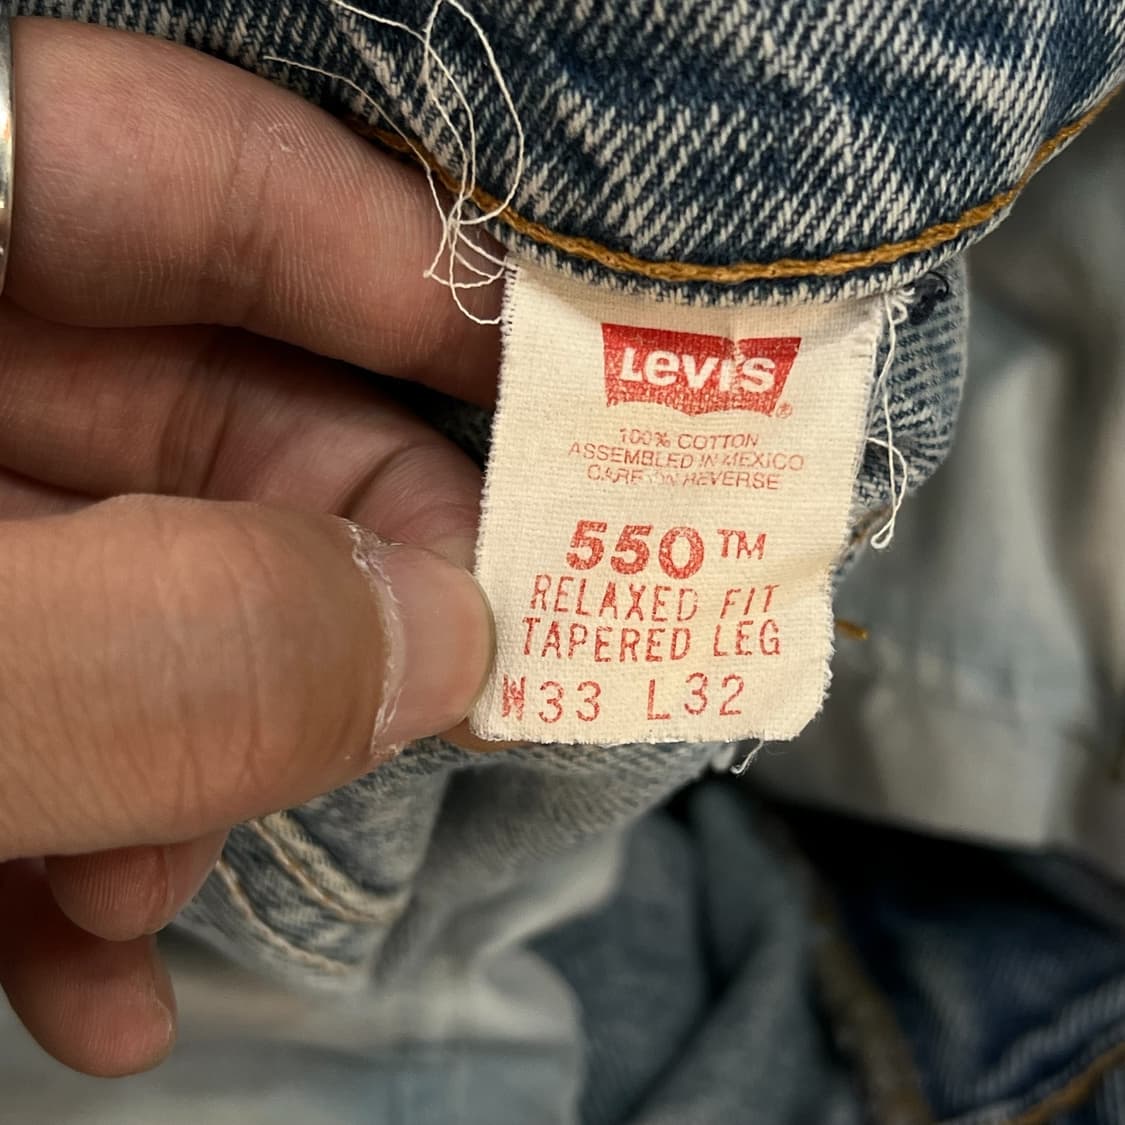 Levi's ®
100% COTTON
ASSEMBLED IN MEXICO
CARE ON REVERSE
550™
RELAXED FIT
TAPERED LEG
W33 L32